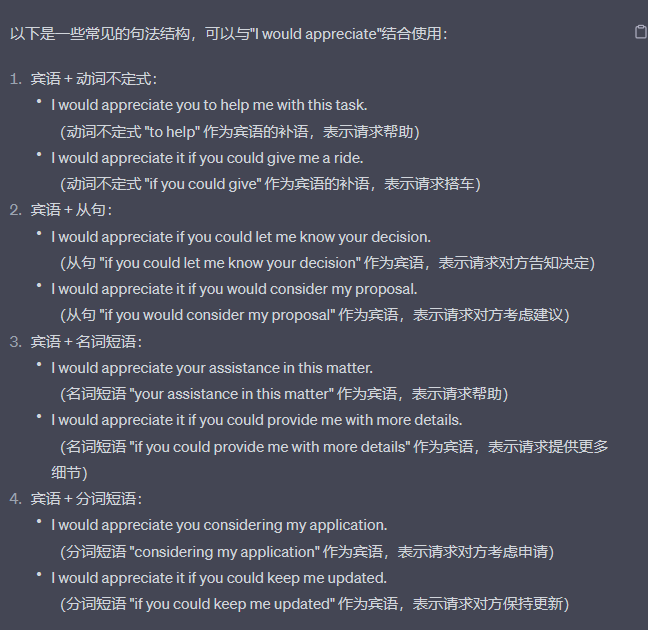 以下是一些常见的句法结构，可以与"I would appreciate"结合使用：
1. 宾语 + 动词不定式：
• I would appreciate you to help me with this task.
（动词不定式 "to help" 作为宾语的补语，表示请求帮助）
• I would appreciate it if you could give me a ride.
（动词不定式 "if you could give" 作为宾语的补语，表示请求搭车）
2. 宾语 + 从句：
• I would appreciate if you could let me know your decision.
（从句 "if you could let me know your decision" 作为宾语，表示请求对方告知决定）
• I would appreciate it if you would consider my proposal.
（从句 "if you would consider my proposal" 作为宾语，表示请求对方考虑建议）
3. 宾语 + 名词短语：
• I would appreciate your assistance in this matter.
（名词短语 "your assistance in this matter" 作为宾语，表示请求帮助）
• I would appreciate it if you could provide me with more details.
（名词短语 "if you could provide me with more details" 作为宾语，表示请求提供更多
细节）
4. 宾语 + 分词短语：
• I would appreciate you considering my application.
（分词短语 "considering my application" 作为宾语，表示请求对方考虑申请）
• I would appreciate it if you could keep me updated.
（分词短语 "if you could keep me updated" 作为宾语，表示请求对方保持更新）